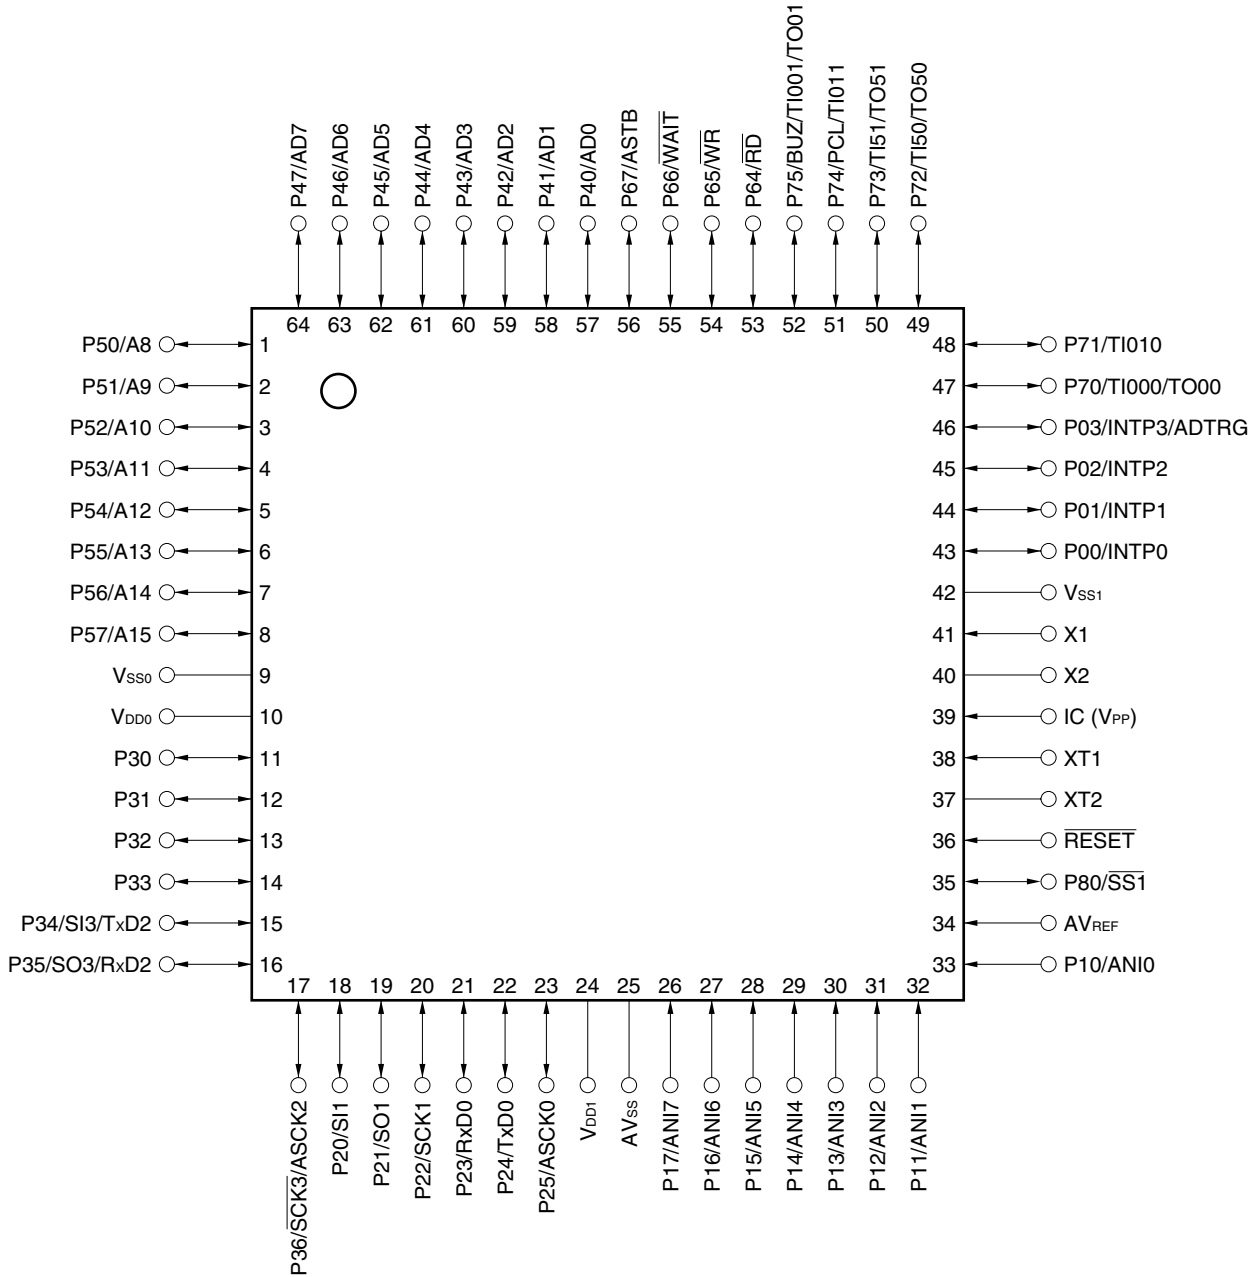 P47/AD7
P46/AD6
P45/AD5
P44/AD4
P43/AD3
P42/AD2
P41/AD1
P40/AD0
P67/ASTB
P66/WAIT
P65/WR
P64/RD
P75/BUZ/TI001/TO01
P74/PCL/TI011
P73/TI51/TO51
P72/TI50/TO50
64 63 62 61 60 59 58 57 56 55 54 53 52 51 50 49
P50/A8 1
P51/A9 2
P52/A10 3
P53/A11 4
P54/A12 5
P55/A13 6
P56/A14 7
P57/A15 8
VSS0 9
VDD0 10
P30 11
P31 12
P32 13
P33 14
P34/SI3/TxD2 15
P35/SO3/RxD2 16
48 P71/TI010
47 P70/TI000/TO00
46 P03/INTP3/ADTRG
45 P02/INTP2
44 P01/INTP1
43 P00/INTP0
42 VSS1
41 X1
40 X2
39 IC (VPP)
38 XT1
37 XT2
36 RESET
35 P80/SS1
34 AVREF
33 P10/ANI0
17 18 19 20 21 22 23 24 25 26 27 28 29 30 31 32
P36/SCK3/ASCK2
P20/SI1
P21/SO1
P22/SCK1
P23/RxD0
P24/TxD0
P25/ASCK0
VDD1
AVSS
P17/ANI7
P16/ANI6
P15/ANI5
P14/ANI4
P13/ANI3
P12/ANI2
P11/ANI1